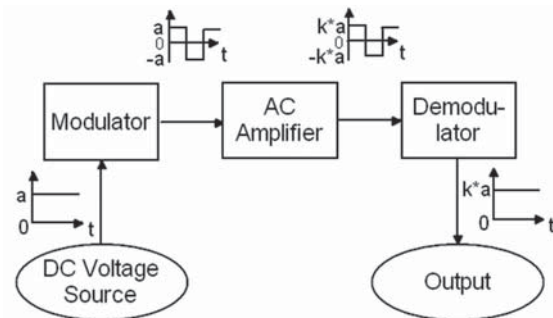 a
0
-a
t
k*a
0
-k*a
t
Modulator
AC
Amplifier
Demodu-
lator
a
0
t
k*a
0
t
DC Voltage
Source
Output